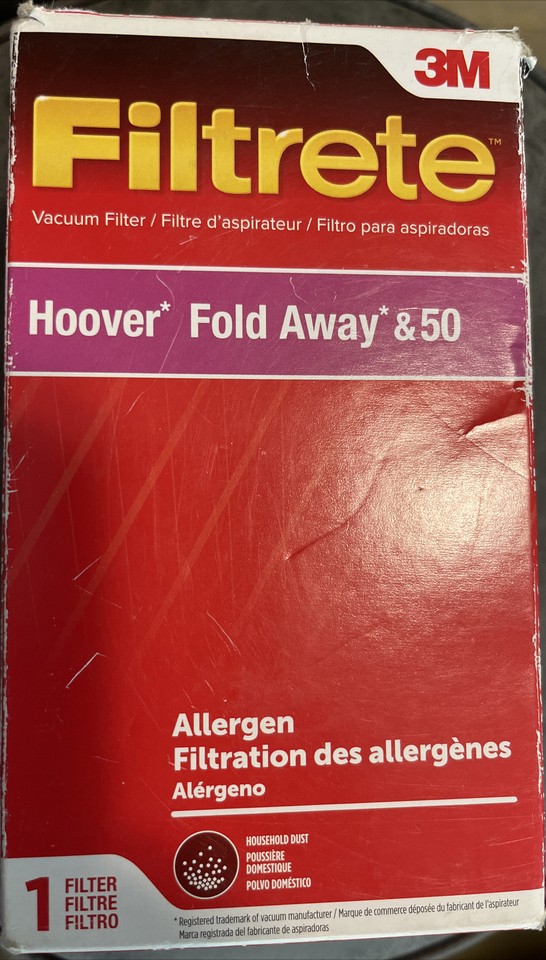 3M
Filtrete™
Vacuum Filter / Filtre d'aspirateur / Filtro para aspiradoras
Hoover* Fold Away* & 50
Allergen
Filtration des allergènes
Alérgeno
HOUSEHOLD DUST
POUSSIÈRE
DOMESTIQUE
POLVO DOMÉSTICO
1 FILTER
FILTRE
FILTRO
* Registered trademark of vacuum manufacturer / Marque de commerce déposée du fabricant de l'aspirateur
Marca registrada del fabricante de aspiradoras